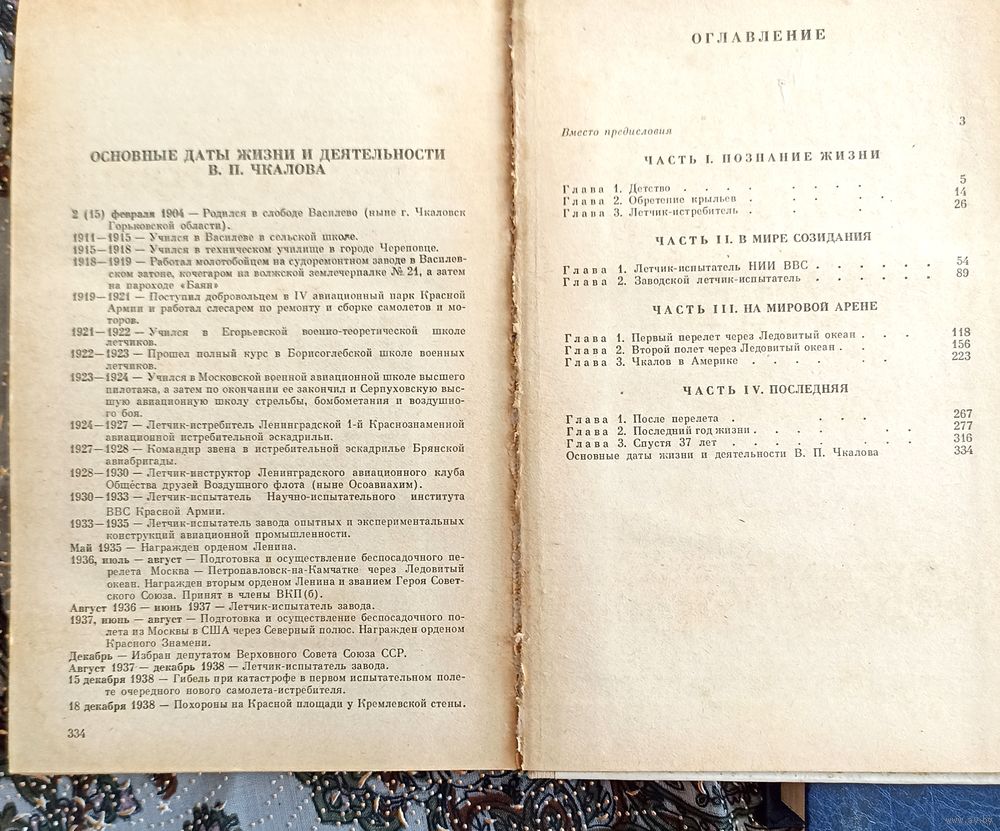 ОСНОВНЫЕ ДАТЫ ЖИЗНИ И ДЕЯТЕЛЬНОСТИ
В. П. ЧКАЛОВА
2 (15) февраля 1904 — Родился в слободе Василево (ныне г. Чкаловск
Горьковской области).
1911—1915 — Учился в Василеве в сельской школе.
1915—1918 — Учился в техническом училище в городе Череповце.
1918—1919 — Работал молотобойцем на судоремонтном заводе в Василев-
ском затоне, кочегаром на волжской землечерпалке № 21, а затем
на пароходе «Баян»
1919—1921 — Поступил добровольцем в IV авиационный парк Красной
Армии и работал слесарем по ремонту и сборке самолетов и мо-
торов.
1921—1922 — Учился в Егорьевской военно-теоретической школе
летчиков.
1922—1923 — Прошел полный курс в Борисоглебской школе военных
летчиков.
1923—1924 — Учился в Московской военной авиационной школе высшего
пилотажа, а затем по окончании ее закончил и Серпуховскую выс-
шую авиационную школу стрельбы, бомбометания и воздушно-
го боя.
1924—1927 — Летчик-истребитель Ленинградской 1-й Краснознаменной
авиационной истребительной эскадрильи.
1927—1928 — Командир звена в истребительной эскадрилье Брянской
авиабригады.
1928—1930 — Летчик-инструктор Ленинградского авиационного клуба
Общества друзей Воздушного флота (ныне Осоавиахим).
1930—1933 — Летчик-испытатель Научно-испытательного института
ВВС Красной Армии.
1933—1935 — Летчик-испытатель завода опытных и экспериментальных
конструкций авиационной промышленности.
Май 1935 — Награжден орденом Ленина.
1936, июль — август — Подготовка и осуществление беспосадочного пе-
релета Москва — Петропавловск-на-Камчатке через Ледовитый
океан. Награжден вторым орденом Ленина и званием Героя Совет-
ского Союза. Принят в члены ВКП(б).
Август 1936 — июнь 1937 — Летчик-испытатель завода.
1937, июнь — август — Подготовка и осуществление беспосадочного по-
лета из Москвы в США через Северный полюс. Награжден орденом
Красного Знамени.
Декабрь — Избран депутатом Верховного Совета Союза ССР.
Август 1937 — декабрь 1938 — Летчик-испытатель завода.
15 декабря 1938 — Гибель при катастрофе в первом испытательном поле-
те очередного нового самолета-истребителя.
18 декабря 1938 — Похороны на Красной площади у Кремлевской стены.
334
ОГЛАВЛЕНИЕ
Вместо предисловия 3
ЧАСТЬ I. ПОЗНАНИЕ ЖИЗНИ
Глава 1. Детство . . . . . . . . . 5
Глава 2. Обретение крыльев . . . . . . 14
Глава 3. Летчик-истребитель . . . . 26
ЧАСТЬ II. В МИРЕ СОЗИДАНИЯ
Глава 1. Летчик-испытатель НИИ ВВС . . . . . . 54
Глава 2. Заводской летчик-испытатель . . . . . . 89
ЧАСТЬ III. НА МИРОВОЙ АРЕНЕ
Глава 1. Первый перелет через Ледовитый океан . . . 118
Глава 2. Второй полет через Ледовитый океан . . . 156
Глава 3. Чкалов в Америке . . . . . . 223
ЧАСТЬ IV. ПОСЛЕДНЯЯ
Глава 1. После перелета . . . . 267
Глава 2. Последний год жизни . . . . . . . 277
Глава 3. Спустя 37 лет . . . . . . . . . 316
Основные даты жизни и деятельности В. П. Чкалова 334
www.ay.by